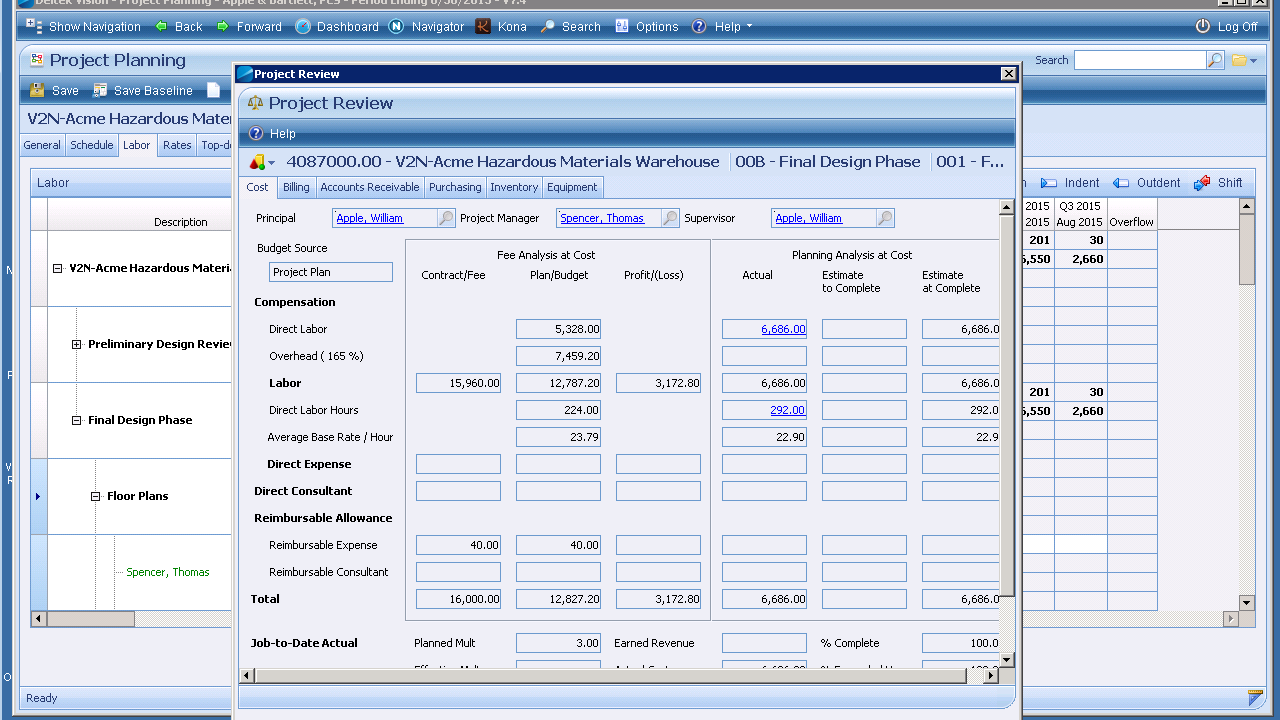 Deltek Vision - Project Planning - Apple & Bartlett, PCS - Period Ending 6/30/2015 - V7.4
Show Navigation Back Forward Dashboard Navigator Kona Search Options Help Log Off
Project Planning Search
Save Save Baseline
V2N-Acme Hazardous Mate
General Schedule Labor Rates Top-d
Labor Indent Outdent Shift
2015 Q3 2015
Description 2015 Aug 2015 Overflow
V2N-Acme Hazardous Materi
201 30
6,550 2,660
Preliminary Design Revie
201 30
Final Design Phase 6,550 2,660
Floor Plans
Spencer, Thomas
Ready
Project Review
Project Review
Help
4087000.00 - V2N-Acme Hazardous Materials Warehouse 00B - Final Design Phase 001 - F...
Cost Billing Accounts Receivable Purchasing Inventory Equipment
Principal Apple, William Project Manager Spencer, Thomas Supervisor Apple, William
Budget Source Fee Analysis at Cost Planning Analysis at Cost
Project Plan Contract/Fee Plan/Budget Profit/(Loss) Actual Estimate to Complete Estimate at Complete
Compensation
Direct Labor 5,328.00 6,686.00 6,686.0
Overhead ( 165 %) 7,459.20
Labor 15,960.00 12,787.20 3,172.80 6,686.00 6,686.0
Direct Labor Hours 224.00 292.00 292.0
Average Base Rate / Hour 23.79 22.90 22.9
Direct Expense
Direct Consultant
Reimbursable Allowance
Reimbursable Expense 40.00 40.00
Reimbursable Consultant
Total 16,000.00 12,827.20 3,172.80 6,686.00 6,686.0
Job-to-Date Actual Planned Mult 3.00 Earned Revenue % Complete 100.0